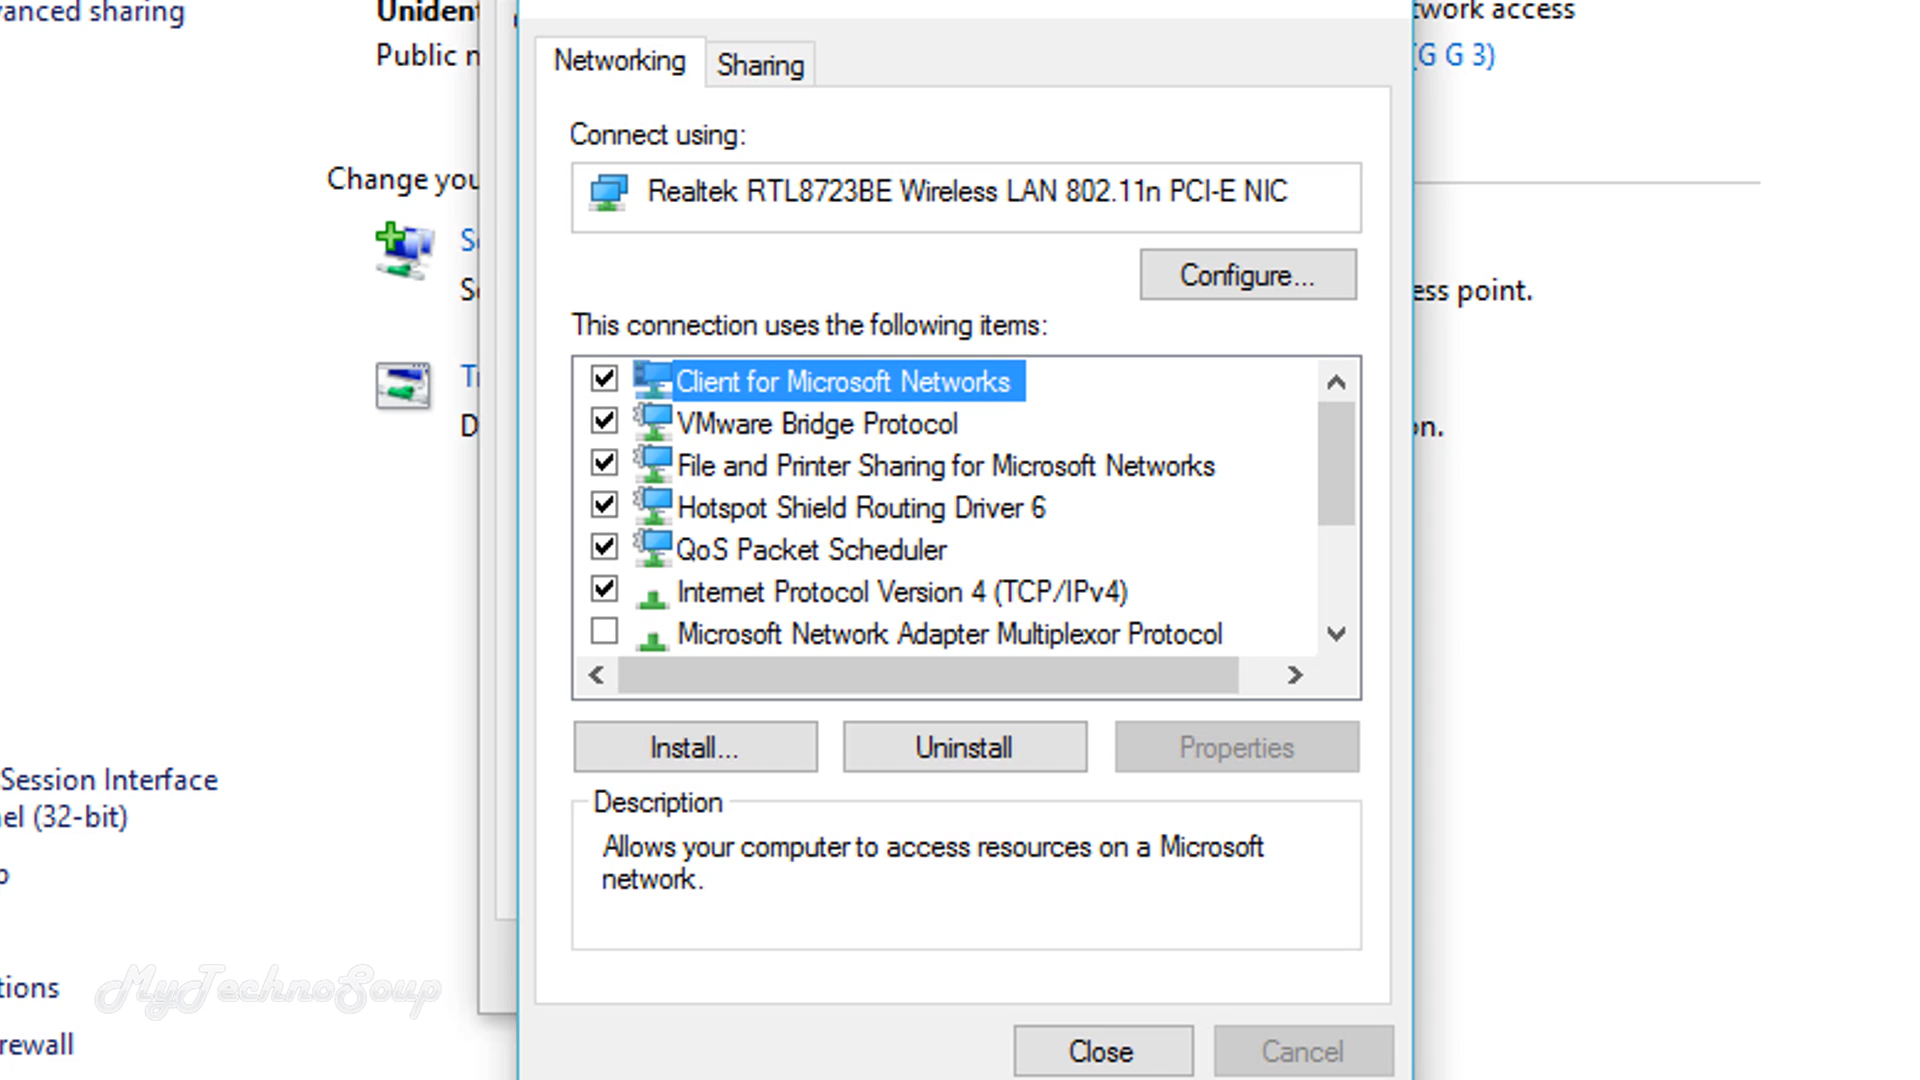 anced sharing
Unident
Public n
twork access
(G G 3)
Networking
Sharing
Connect using:
Realtek RTL8723BE Wireless LAN 802.11n PCI-E NIC
Change you
Configure...
ess point.
This connection uses the following items:
Client for Microsoft Networks
VMware Bridge Protocol
on.
File and Printer Sharing for Microsoft Networks
Hotspot Shield Routing Driver 6
QoS Packet Scheduler
Internet Protocol Version 4 (TCP/IPv4)
Microsoft Network Adapter Multiplexor Protocol
Install...
Uninstall
Properties
Description
Allows your computer to access resources on a Microsoft
network.
Session Interface
el (32-bit)
tions
MyTechnoSoup
rewall
Close
Cancel